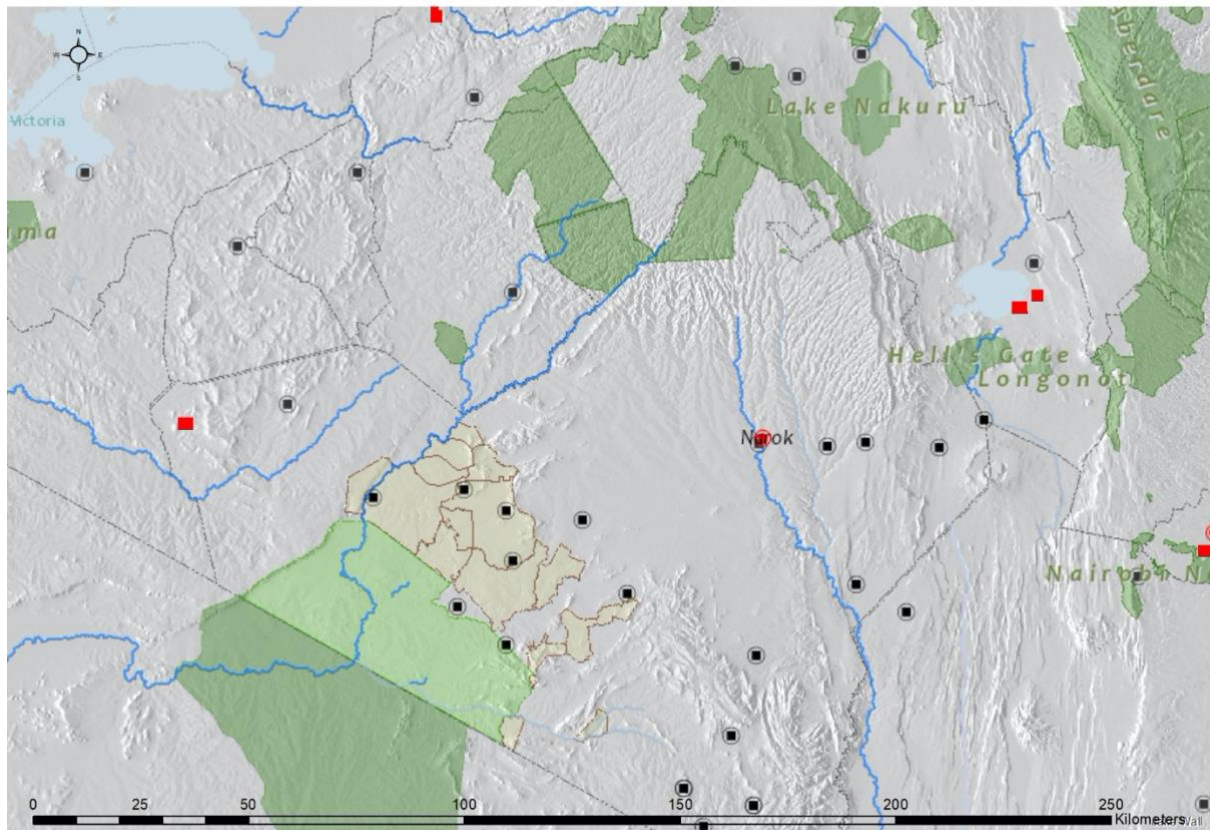 N
W E
S
Aberdare
Lake Nakuru
Victoria
ma
Hell's Gate
Longonot
Narok
Nairobi N
0 25 50 100 150 200 250
Kilometers